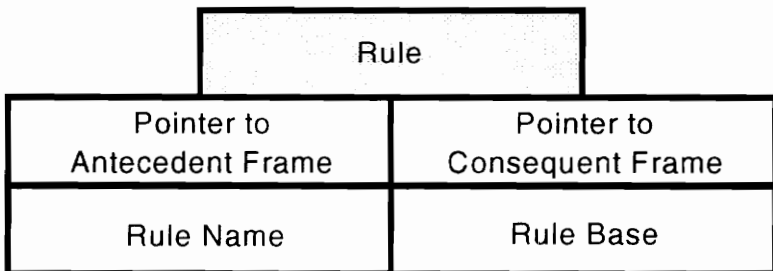 Rule
Pointer to
Antecedent Frame
Pointer to
Consequent Frame
Rule Name
Rule Base